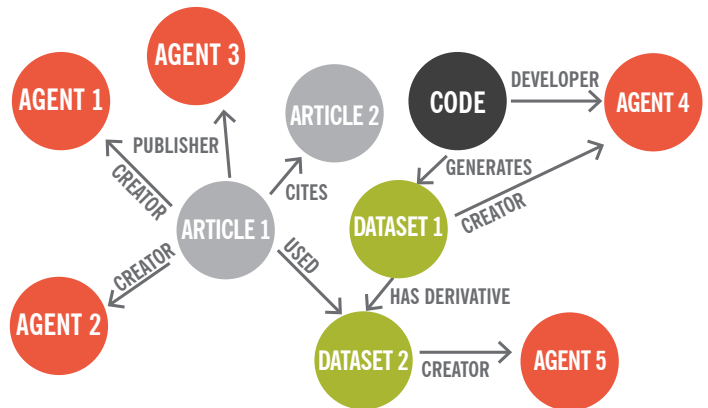 AGENT 3
AGENT 1
DEVELOPER
CODE
AGENT 4
ARTICLE 2
PUBLISHER
GENERATES
CREATOR
CITES
CREATOR
ARTICLE 1
DATASET 1
USED
CREATOR
HAS DERIVATIVE
AGENT 2
DATASET 2
CREATOR
AGENT 5